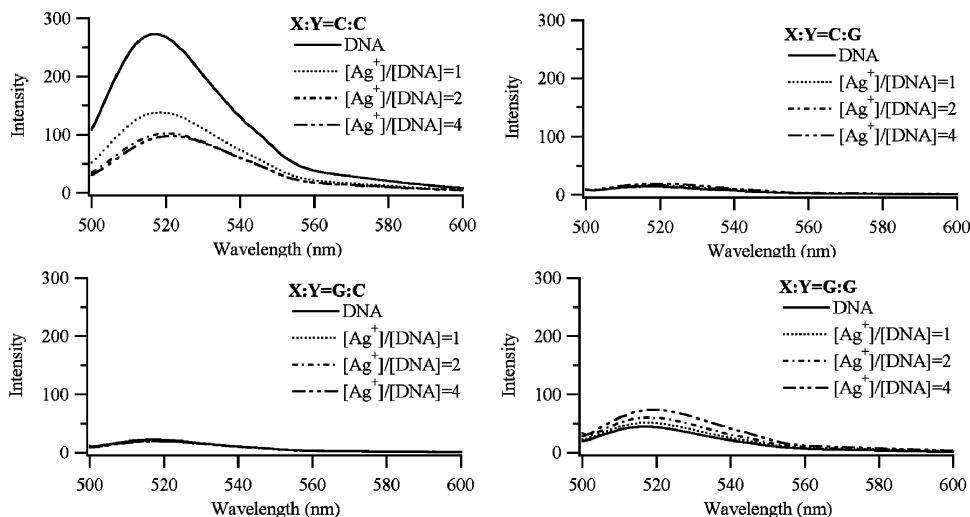 300
200
100
0
Intensity
X:Y=C:C
DNA
[Ag+]/[DNA]=1
[Ag+]/[DNA]=2
[Ag+]/[DNA]=4
500 520 540 560 580 600
Wavelength (nm)
300
200
100
0
Intensity
X:Y=C:G
DNA
[Ag+]/[DNA]=1
[Ag+]/[DNA]=2
[Ag+]/[DNA]=4
500 520 540 560 580 600
Wavelength (nm)
300
200
100
0
Intensity
X:Y=G:C
DNA
[Ag+]/[DNA]=1
[Ag+]/[DNA]=2
[Ag+]/[DNA]=4
500 520 540 560 580 600
Wavelength (nm)
300
200
100
0
Intensity
X:Y=G:G
DNA
[Ag+]/[DNA]=1
[Ag+]/[DNA]=2
[Ag+]/[DNA]=4
500 520 540 560 580 600
Wavelength (nm)